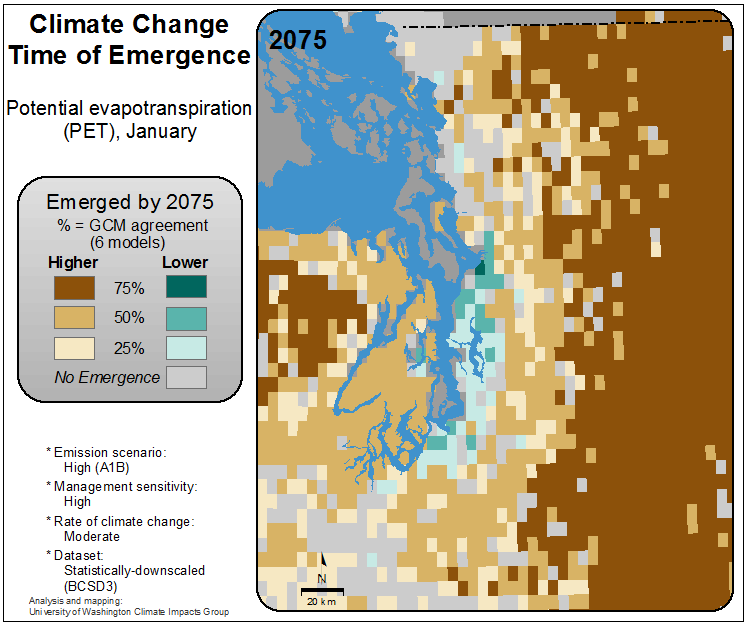 Climate Change
Time of Emergence
Potential evapotranspiration
(PET), January
Emerged by 2075
% = GCM agreement
(6 models)
Higher Lower
75%
50%
25%
No Emergence
* Emission scenario:
High (A1B)
* Management sensitivity:
High
* Rate of climate change:
Moderate
* Dataset:
Statistically-downscaled
(BCSD3)
Analysis and mapping:
University of Washington Climate Impacts Group
2075
N
20 km